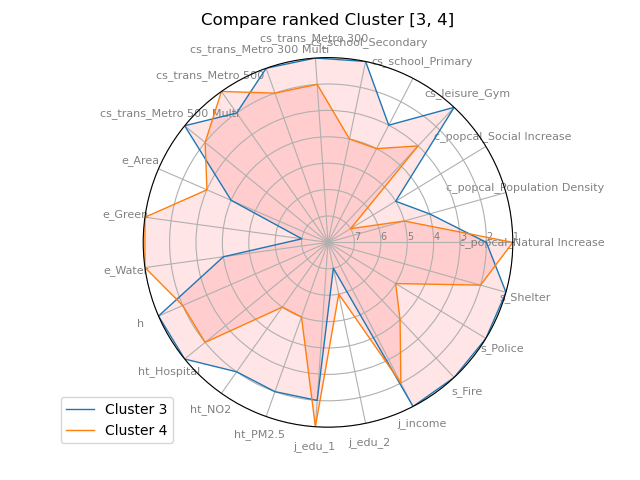 Compare ranked Cluster [3, 4]
cs_trans_Metro 300
cs_school_Secondary
cs_trans_Metro 300 Multi
cs_school_Primary
cs_trans_Metro 500
cs_leisure_Gym
cs_trans_Metro 500 Multi
c_popcal_Social Increase
e_Area
c_popcal_Population Density
e_Green
7 6 5 4 3 2 1
c_popcal_Natural Increase
e_Water
s_Shelter
h
s_Police
ht_Hospital
s_Fire
ht_NO2
j_income
ht_PM2.5
j_edu_2
j_edu_1
Cluster 3
Cluster 4